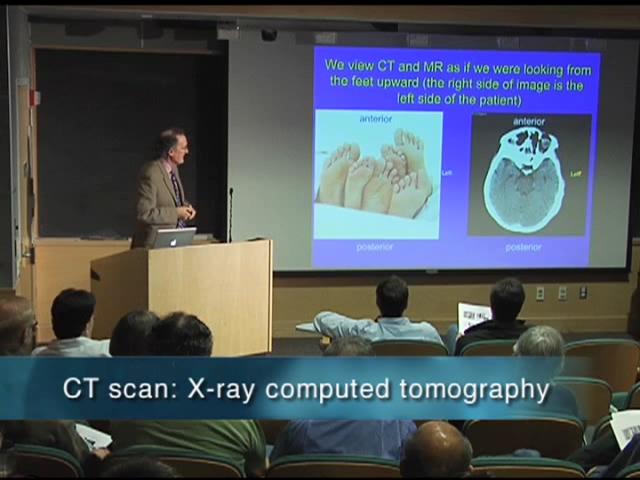 We view CT and MR as if we were looking from
the feet upward (the right side of image is the
left side of the patient)
anterior
anterior
Left
Left
posterior
posterior
CT scan: X-ray computed tomography